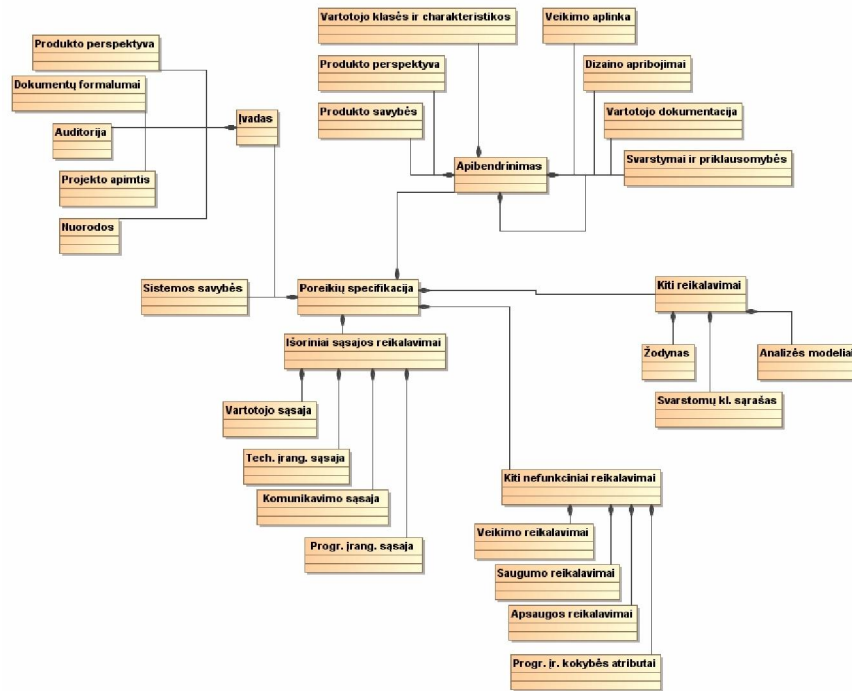 Vartotojo klasės ir charakteristikos
Veikimo aplinka
Produkto perspektyva
Produkto perspektyva
Dizaino apribojimai
Dokumentų formalumai
Produkto savybės
Vartotojo dokumentacija
Įvadas
Auditorija
Apibendrinimas
Svarstymai ir priklausomybės
Projekto apimtis
Nuorodos
Sistemos savybės
Poreikių specifikacija
Kiti reikalavimai
Išoriniai sąsajos reikalavimai
Žodynas
Analizės modeliai
Vartotojo sąsaja
Svarstomų kl. sąrašas
Tech. įrang. sąsaja
Kiti nefunkciniai reikalavimai
Komunikavimo sąsaja
Veikimo reikalavimai
Progr. įrang. sąsaja
Saugumo reikalavimai
Apsaugos reikalavimai
Progr. įr. kokybės atributai